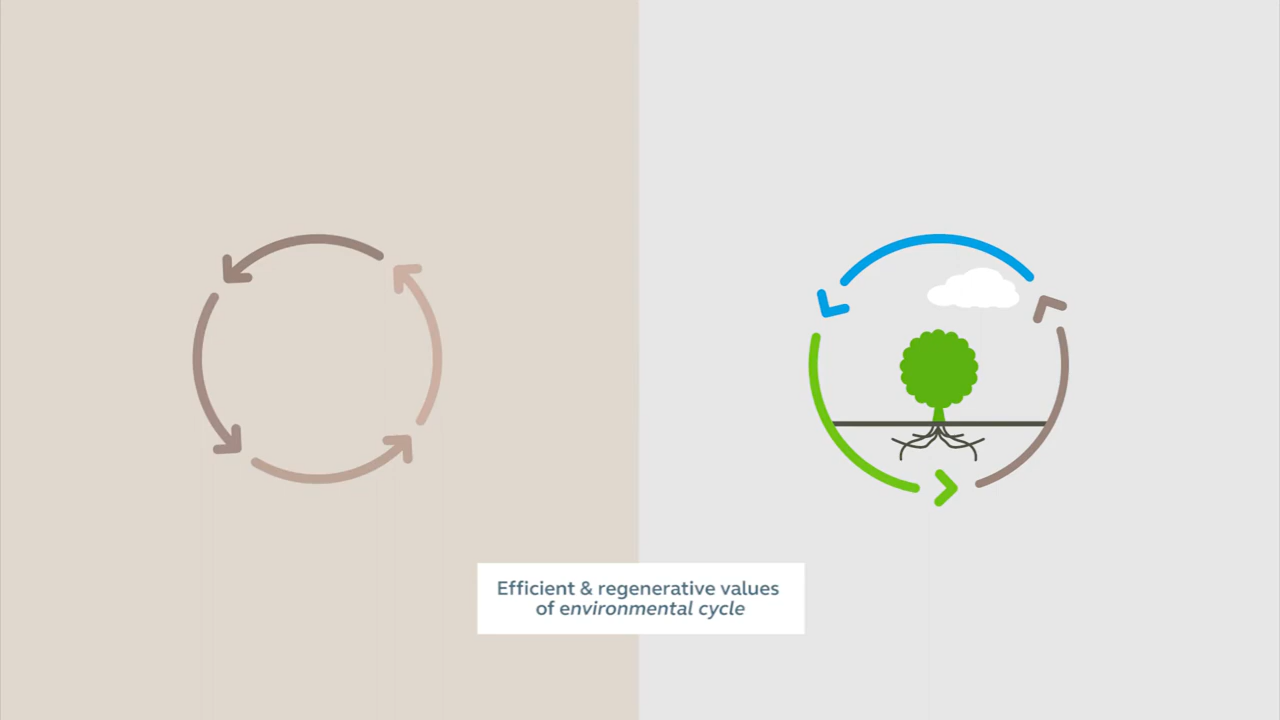 Efficient & regenerative values
of environmental cycle